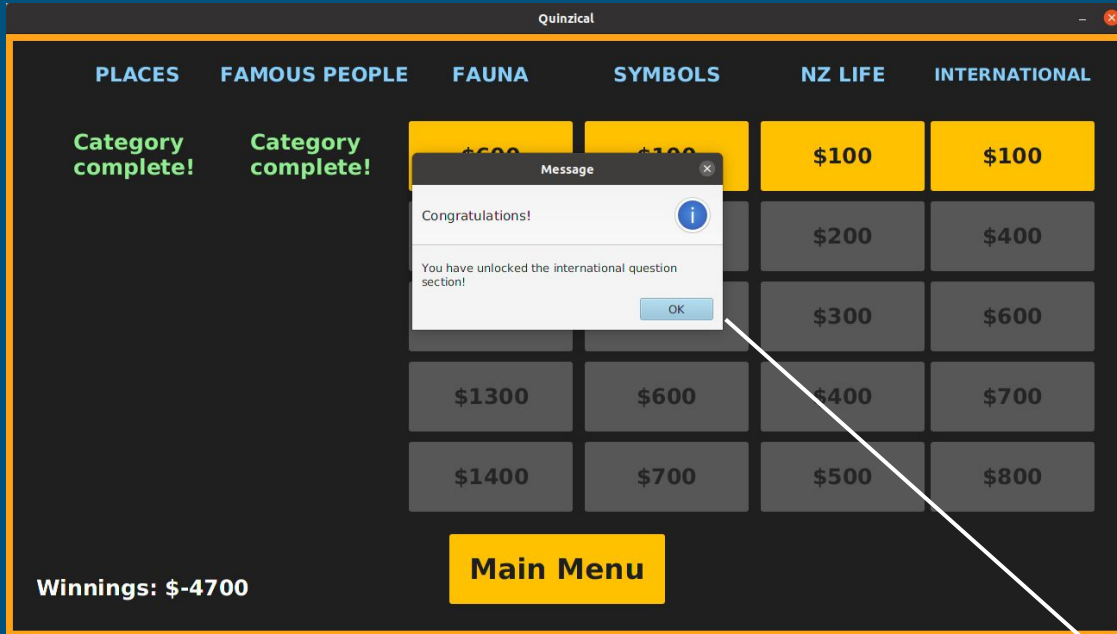 Quinzical
PLACES FAMOUS PEOPLE FAUNA SYMBOLS NZ LIFE INTERNATIONAL
Category complete!
Category complete!
$100 $100
Message
Congratulations!
You have unlocked the international question
section!
OK
$200 $400
$300 $600
$1300 $600 $400 $700
$1400 $700 $500 $800
Main Menu
Winnings: $-4700